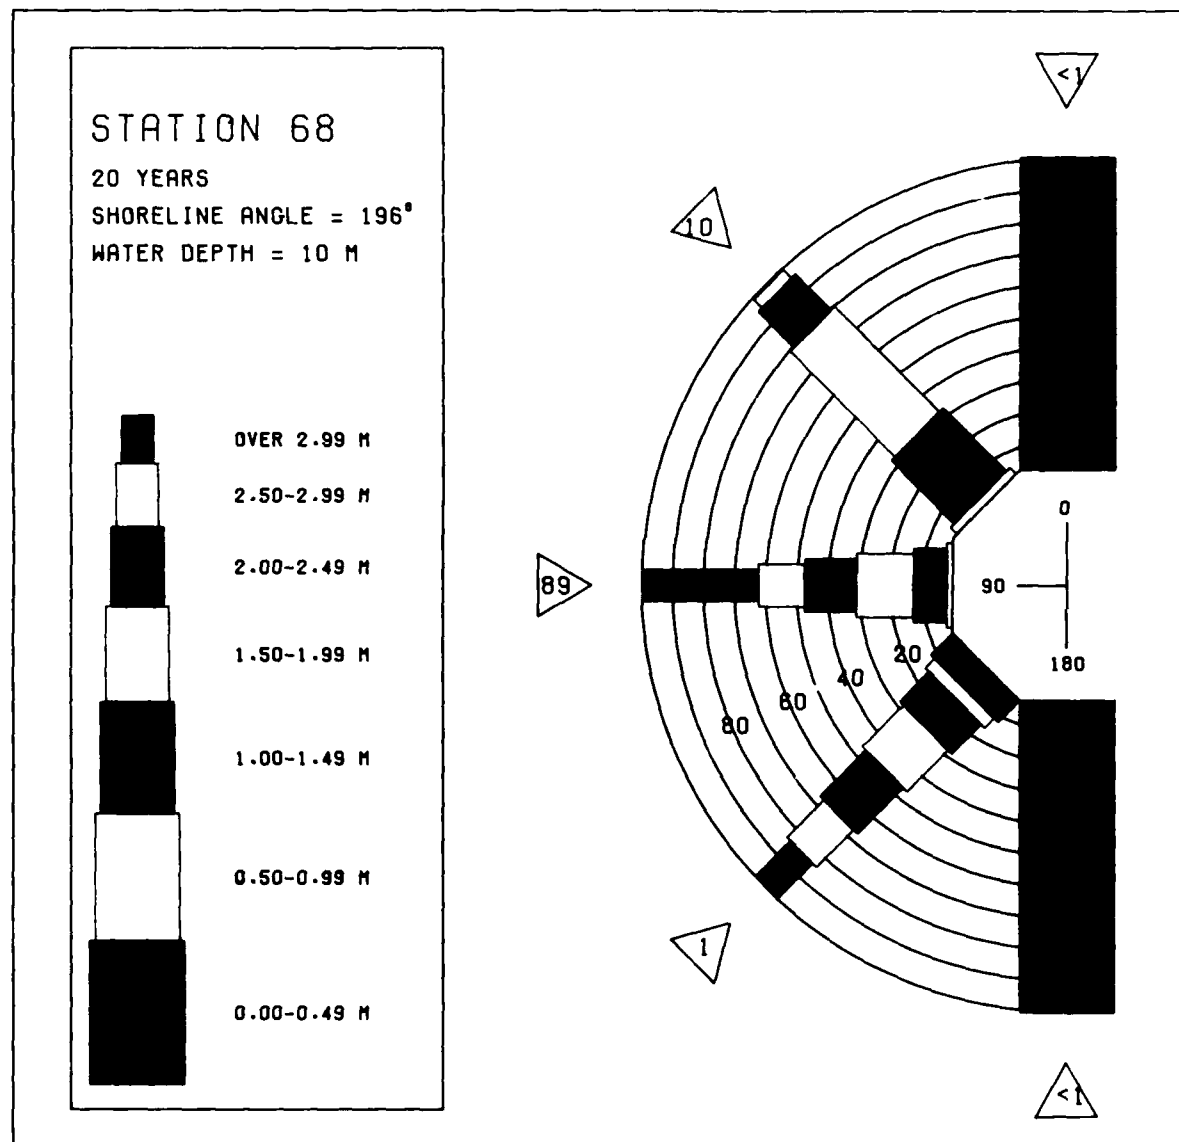 STATION 68
20 YEARS
SHORELINE ANGLE = 196°
WATER DEPTH = 10 M
OVER 2.99 M
2.50-2.99 M
2.00-2.49 M
1.50-1.99 M
1.00-1.49 M
0.50-0.99 M
0.00-0.49 M
<1
10
89
1
<1
0
90
180
20
40
60
80